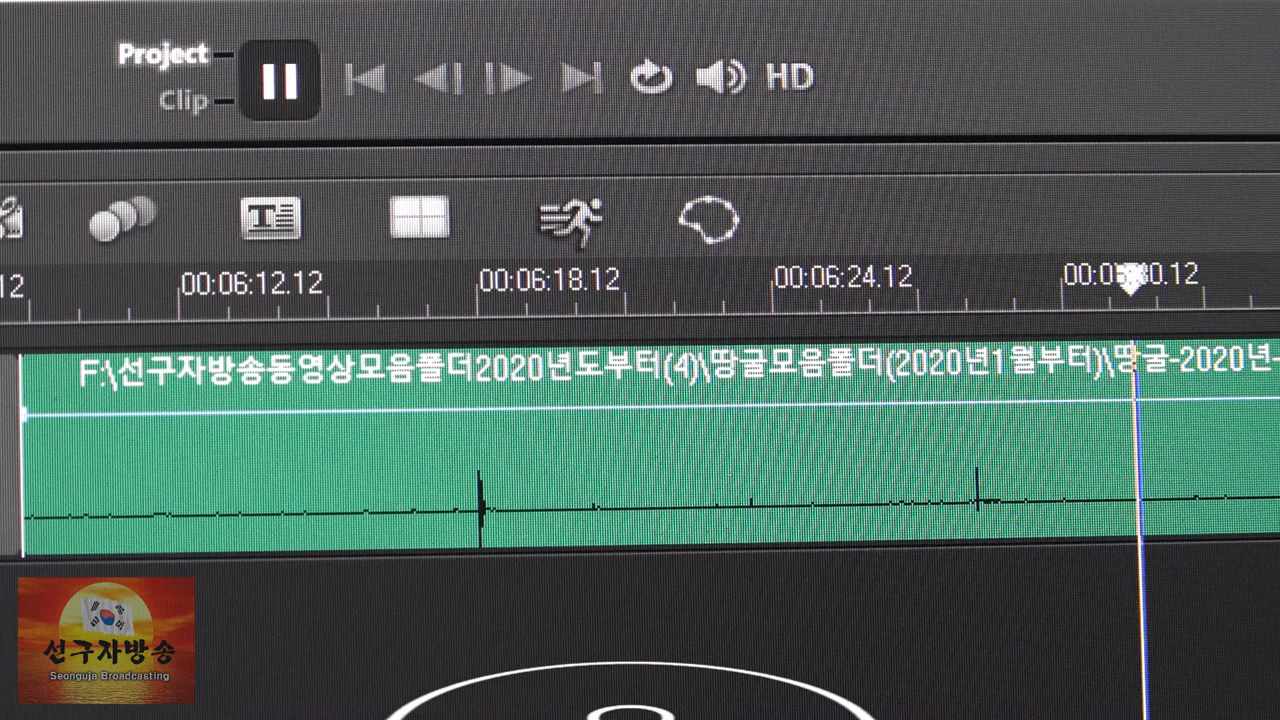 Project
Clip
HD
12
00:06:12.12
00:06:18.12
00:06:24.12
F:\선구자방송동영상모음폴더2020년도부터(4)\땅굴모음폴더(2020년1월부터)\땅굴-2020년-
선구자방송
Seonguja Broadcasting